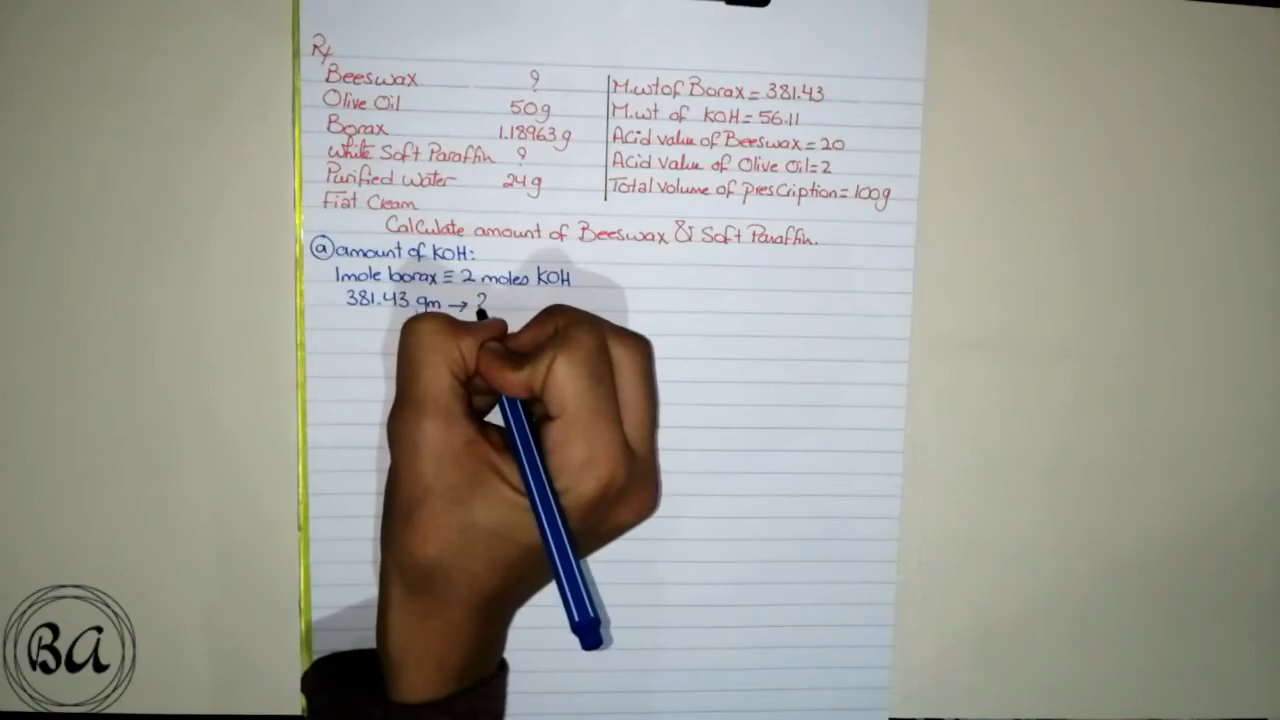 Rx
Beeswax ?
Olive Oil 50g
Borax 1.18963g
white Soft Paraffin ?
Purified Water 24g
Fiat Cream
M.wt of Borax = 381.43
M.wt of KOH = 56.11
Acid value of Beeswax = 20
Acid Value of Olive Oil = 2
Total volume of prescription = 100g
Calculate amount of Beeswax & Soft Paraffin.
a amount of KOH:
1mole borax ≡ 2 moles KOH
381.43 gm → ?
BA